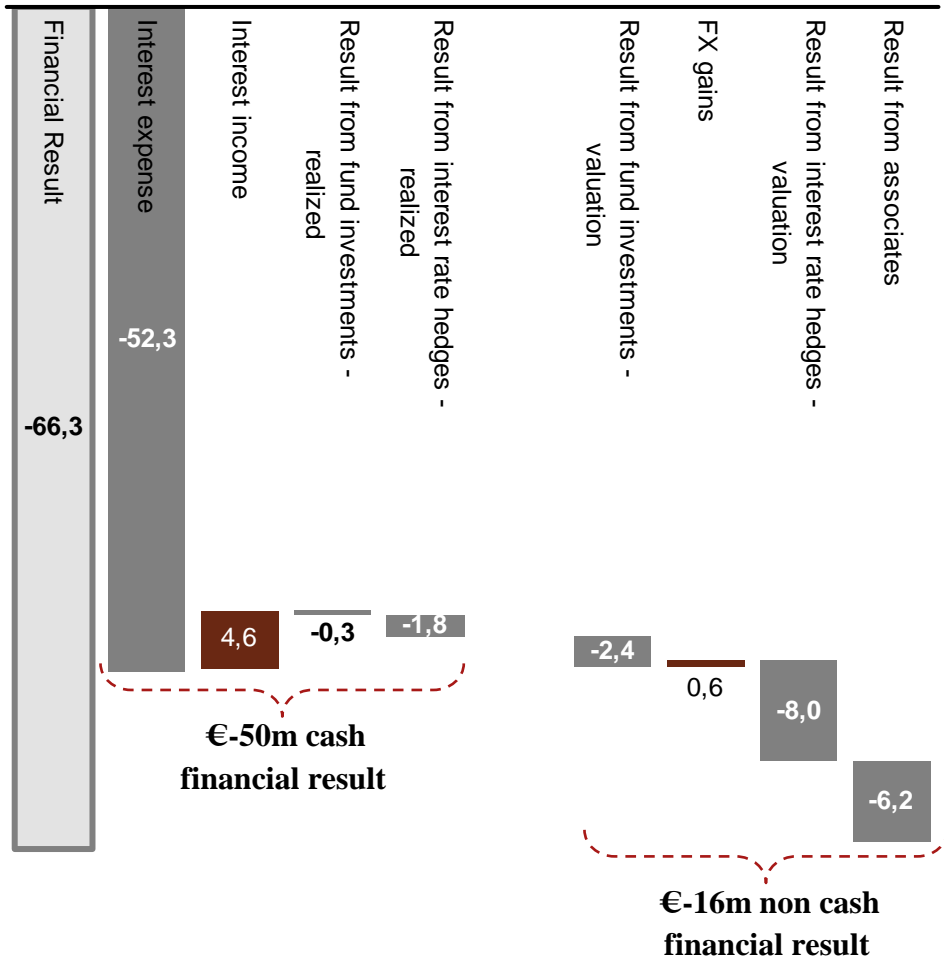 Financial Result
Interest expense
Interest income
Result from fund investments -
realized
Result from interest rate hedges -
realized
Result from fund investments -
valuation
FX gains
Result from interest rate hedges -
valuation
Result from associates
-66,3
-52,3
4,6
-0,3
-1,8
-2,4
0,6
-8,0
-6,2
€-50m cash
financial result
€-16m non cash
financial result